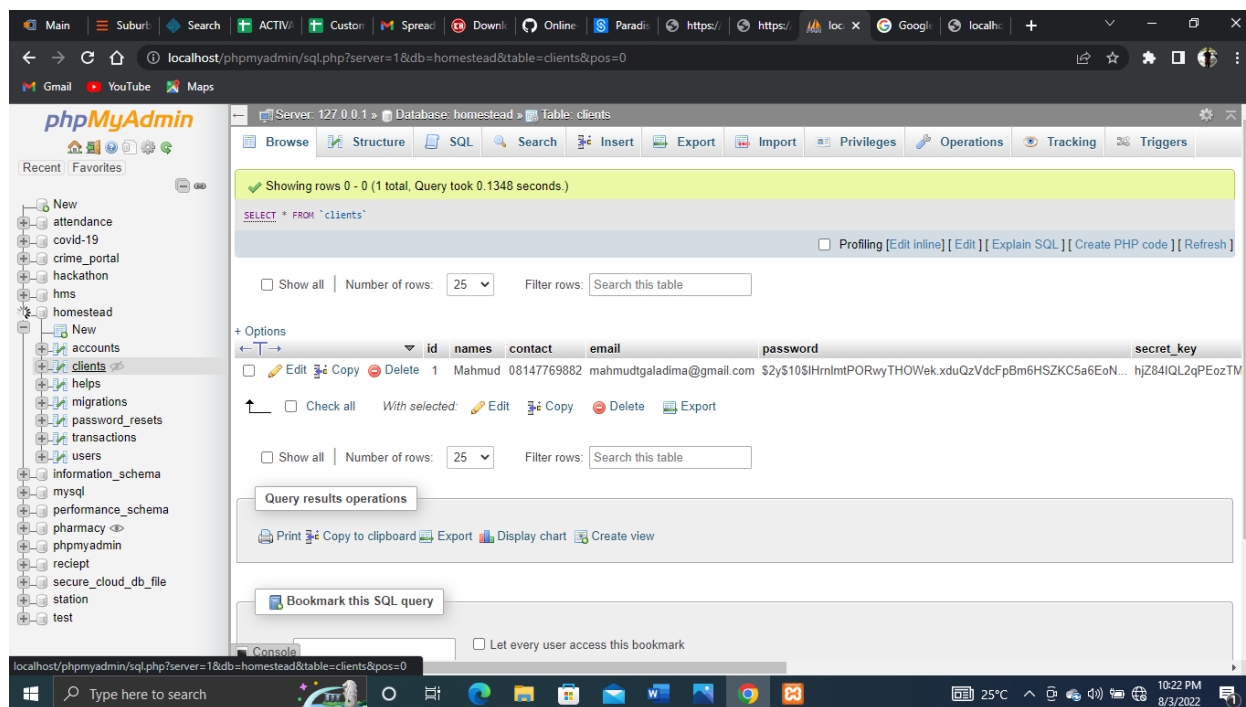 Main Suburb Search ACTIVA Custom Spread Downl Online Paradis https:// https:// loc Google localho
localhost/phpmyadmin/sql.php?server=1&db=homestead&table=clients&pos=0
Gmail YouTube Maps
phpMyAdmin
Recent Favorites
New
attendance
covid-19
crime_portal
hackathon
hms
homestead
New
accounts
clients
helps
migrations
password_resets
transactions
users
information_schema
mysql
performance_schema
pharmacy
phpmyadmin
reciept
secure_cloud_db_file
station
test
Server: 127.0.0.1 » Database: homestead » Table: clients
Browse Structure SQL Search Insert Export Import Privileges Operations Tracking Triggers
Showing rows 0 - 0 (1 total, Query took 0.1348 seconds.)
SELECT * FROM `clients`
Profiling [Edit inline] [ Edit ] [ Explain SQL ] [ Create PHP code ] [ Refresh ]
Show all Number of rows: 25 Filter rows: Search this table
+ Options
id names contact email password secret_key
Edit Copy Delete 1 Mahmud 08147769882 mahmudtgaladima@gmail.com $2y$10$IHrnlmtPORwyTHOWek.xduQzVdcFpBm6HSZKC5a6EoN... hjZ84IQL2qPEozTM
Check all With selected: Edit Copy Delete Export
Show all Number of rows: 25 Filter rows: Search this table
Query results operations
Print Copy to clipboard Export Display chart Create view
Bookmark this SQL query
Let every user access this bookmark
Console
localhost/phpmyadmin/sql.php?server=1&db=homestead&table=clients&pos=0
Type here to search
25°C
10:22 PM
8/3/2022